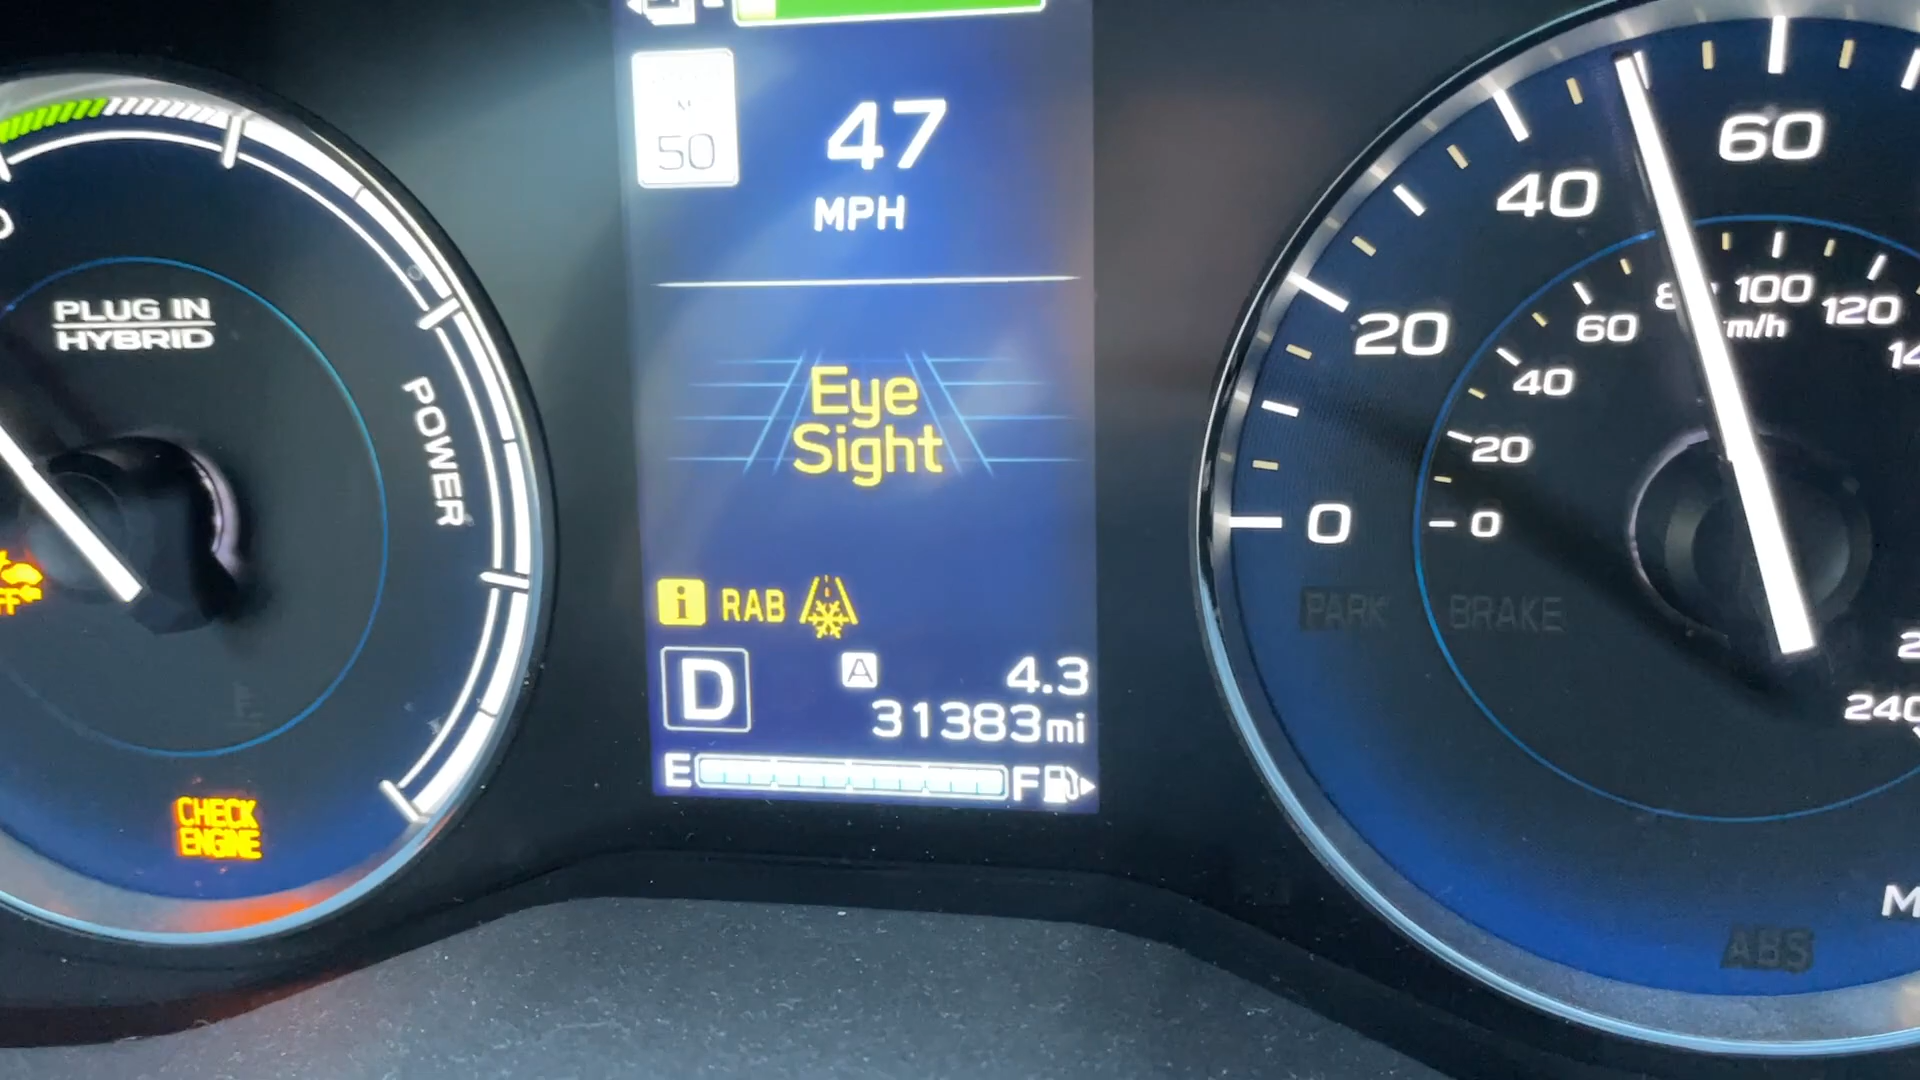 50
47
MPH
PLUG IN
HYBRID
POWER
CHECK
ENGINE
Eye
Sight
i RAB
D
A 4.3
31383mi
E F
0
20
40
60
0
20
40
60
100
120
km/h
240
PARK BRAKE
ABS